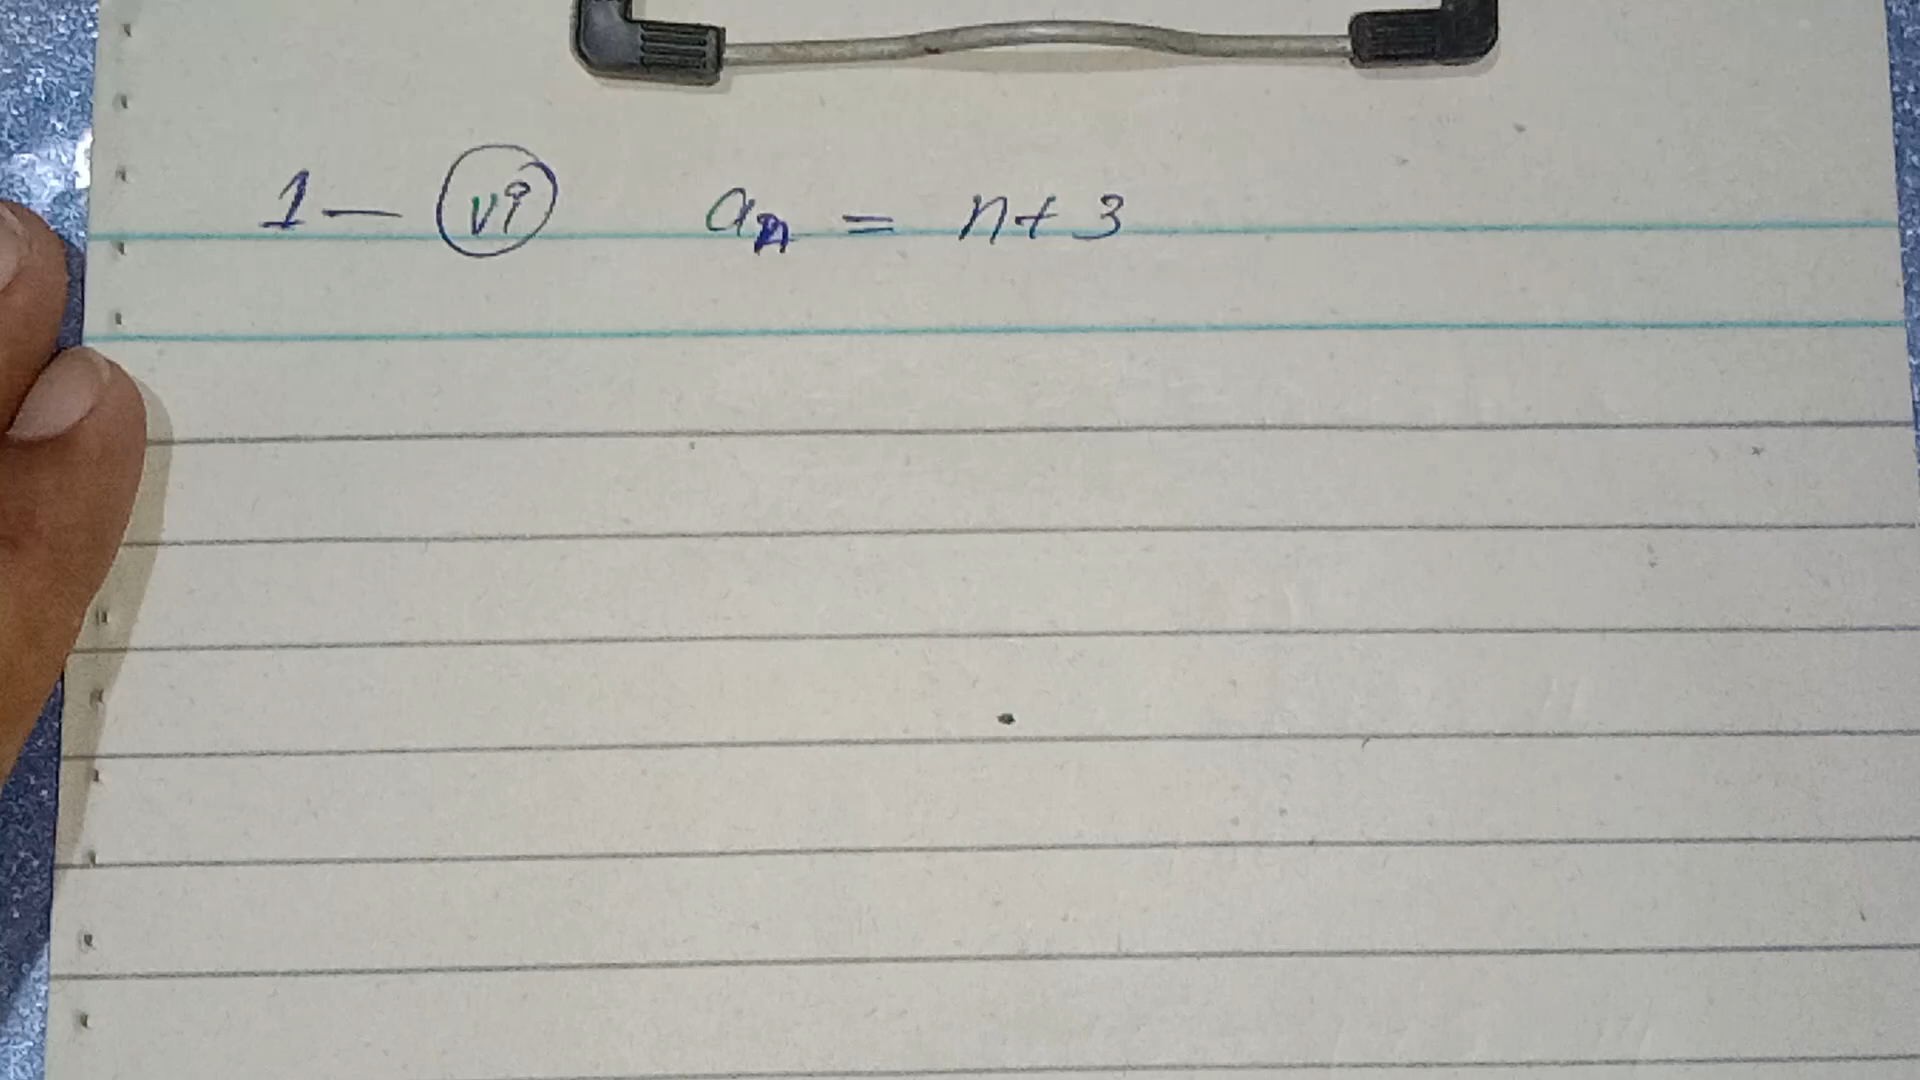 1— (vi) aₙ = n+3